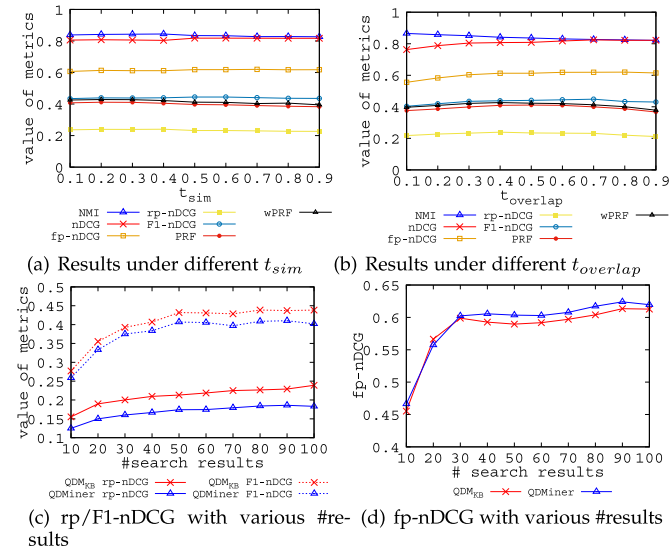 value of metrics
1
0.8
0.6
0.4
0.2
0
0.1 0.2 0.3 0.4 0.5 0.6 0.7 0.8 0.9
t_sim
NMI rp-nDCG wPRF
nDCG F1-nDCG
fp-nDCG PRF
(a) Results under different t_sim
value of metrics
1
0.8
0.6
0.4
0.2
0
0.1 0.2 0.3 0.4 0.5 0.6 0.7 0.8 0.9
t_overlap
NMI rp-nDCG wPRF
nDCG F1-nDCG
fp-nDCG PRF
(b) Results under different t_overlap
value of metrics
0.5
0.45
0.4
0.35
0.3
0.25
0.2
0.15
0.1
10 20 30 40 50 60 70 80 90 100
#search results
QDM_KB rp-nDCG QDM_KB F1-nDCG
QDMiner rp-nDCG QDMiner F1-nDCG
(c) rp/F1-nDCG with various #re-
sults
fp-nDCG
0.65
0.6
0.55
0.5
0.45
0.4
10 20 30 40 50 60 70 80 90 100
# search results
QDM_KB QDMiner
(d) fp-nDCG with various #results